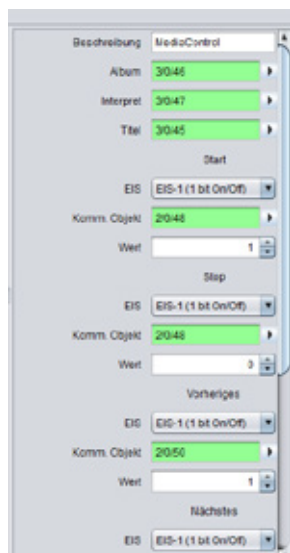 Beschreibung MediaControl
Album 3/0/46
Interpret 3/0/47
Titel 3/0/45
Start
EIS EIS-1 (1 bit On/Off)
Komm. Objekt 2/0/48
Wert 1
Stop
EIS EIS-1 (1 bit On/Off)
Komm. Objekt 2/0/48
Wert 0
Vorheriges
EIS EIS-1 (1 bit On/Off)
Komm. Objekt 2/0/50
Wert 1
Nächstes
EIS EIS-1 (1 bit On/Off)